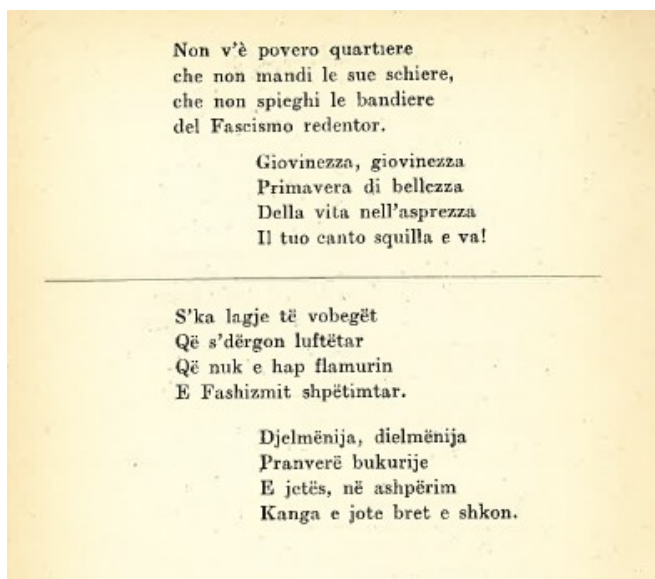 Non v'è povero quartiere
che non mandi le sue schiere,
che non spieghi le bandiere
del Fascismo redentor.
Giovinezza, giovinezza
Primavera di bellezza
Della vita nell'asprezza
Il tuo canto squilla e va!
S'ka lagje të vobegët
Që s'dërgon luftëtar
Që nuk e hap flamurin
E Fashizmit shpëtimtar.
Djelmënija, dielmënija
Pranverë bukurije
E jetës, në ashpërim
Kanga e jote bret e shkon.